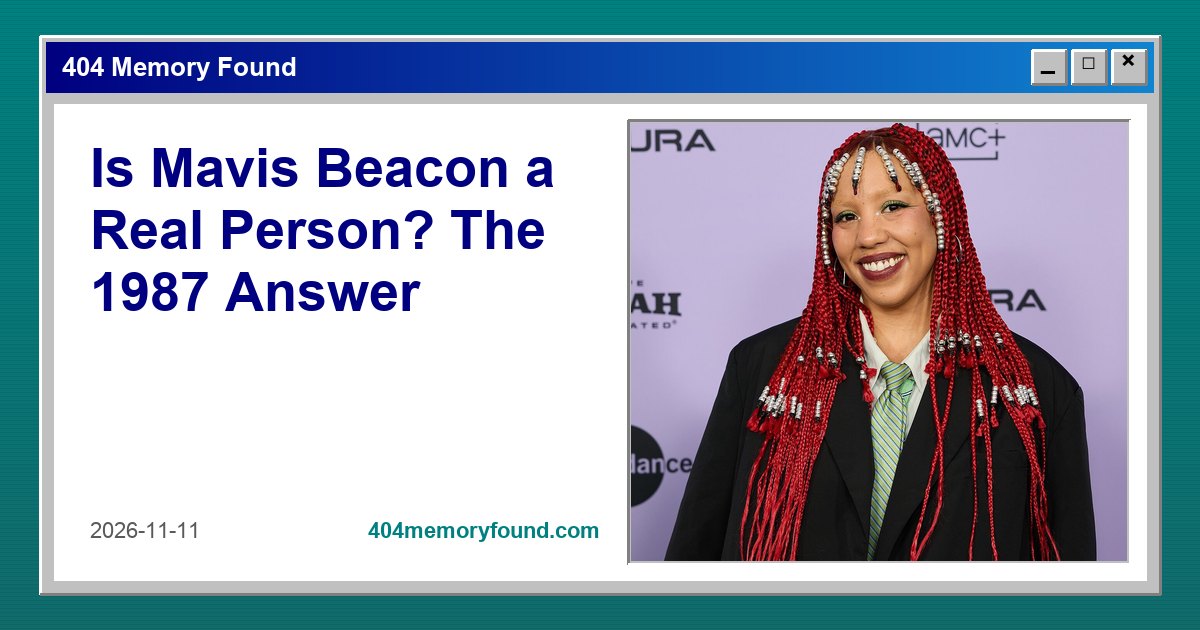 404 Memory Found
Is Mavis Beacon a
Real Person? The
1987 Answer
2026-11-11
404memoryfound.com
URA
amc+
AH
ATED
RA
dance